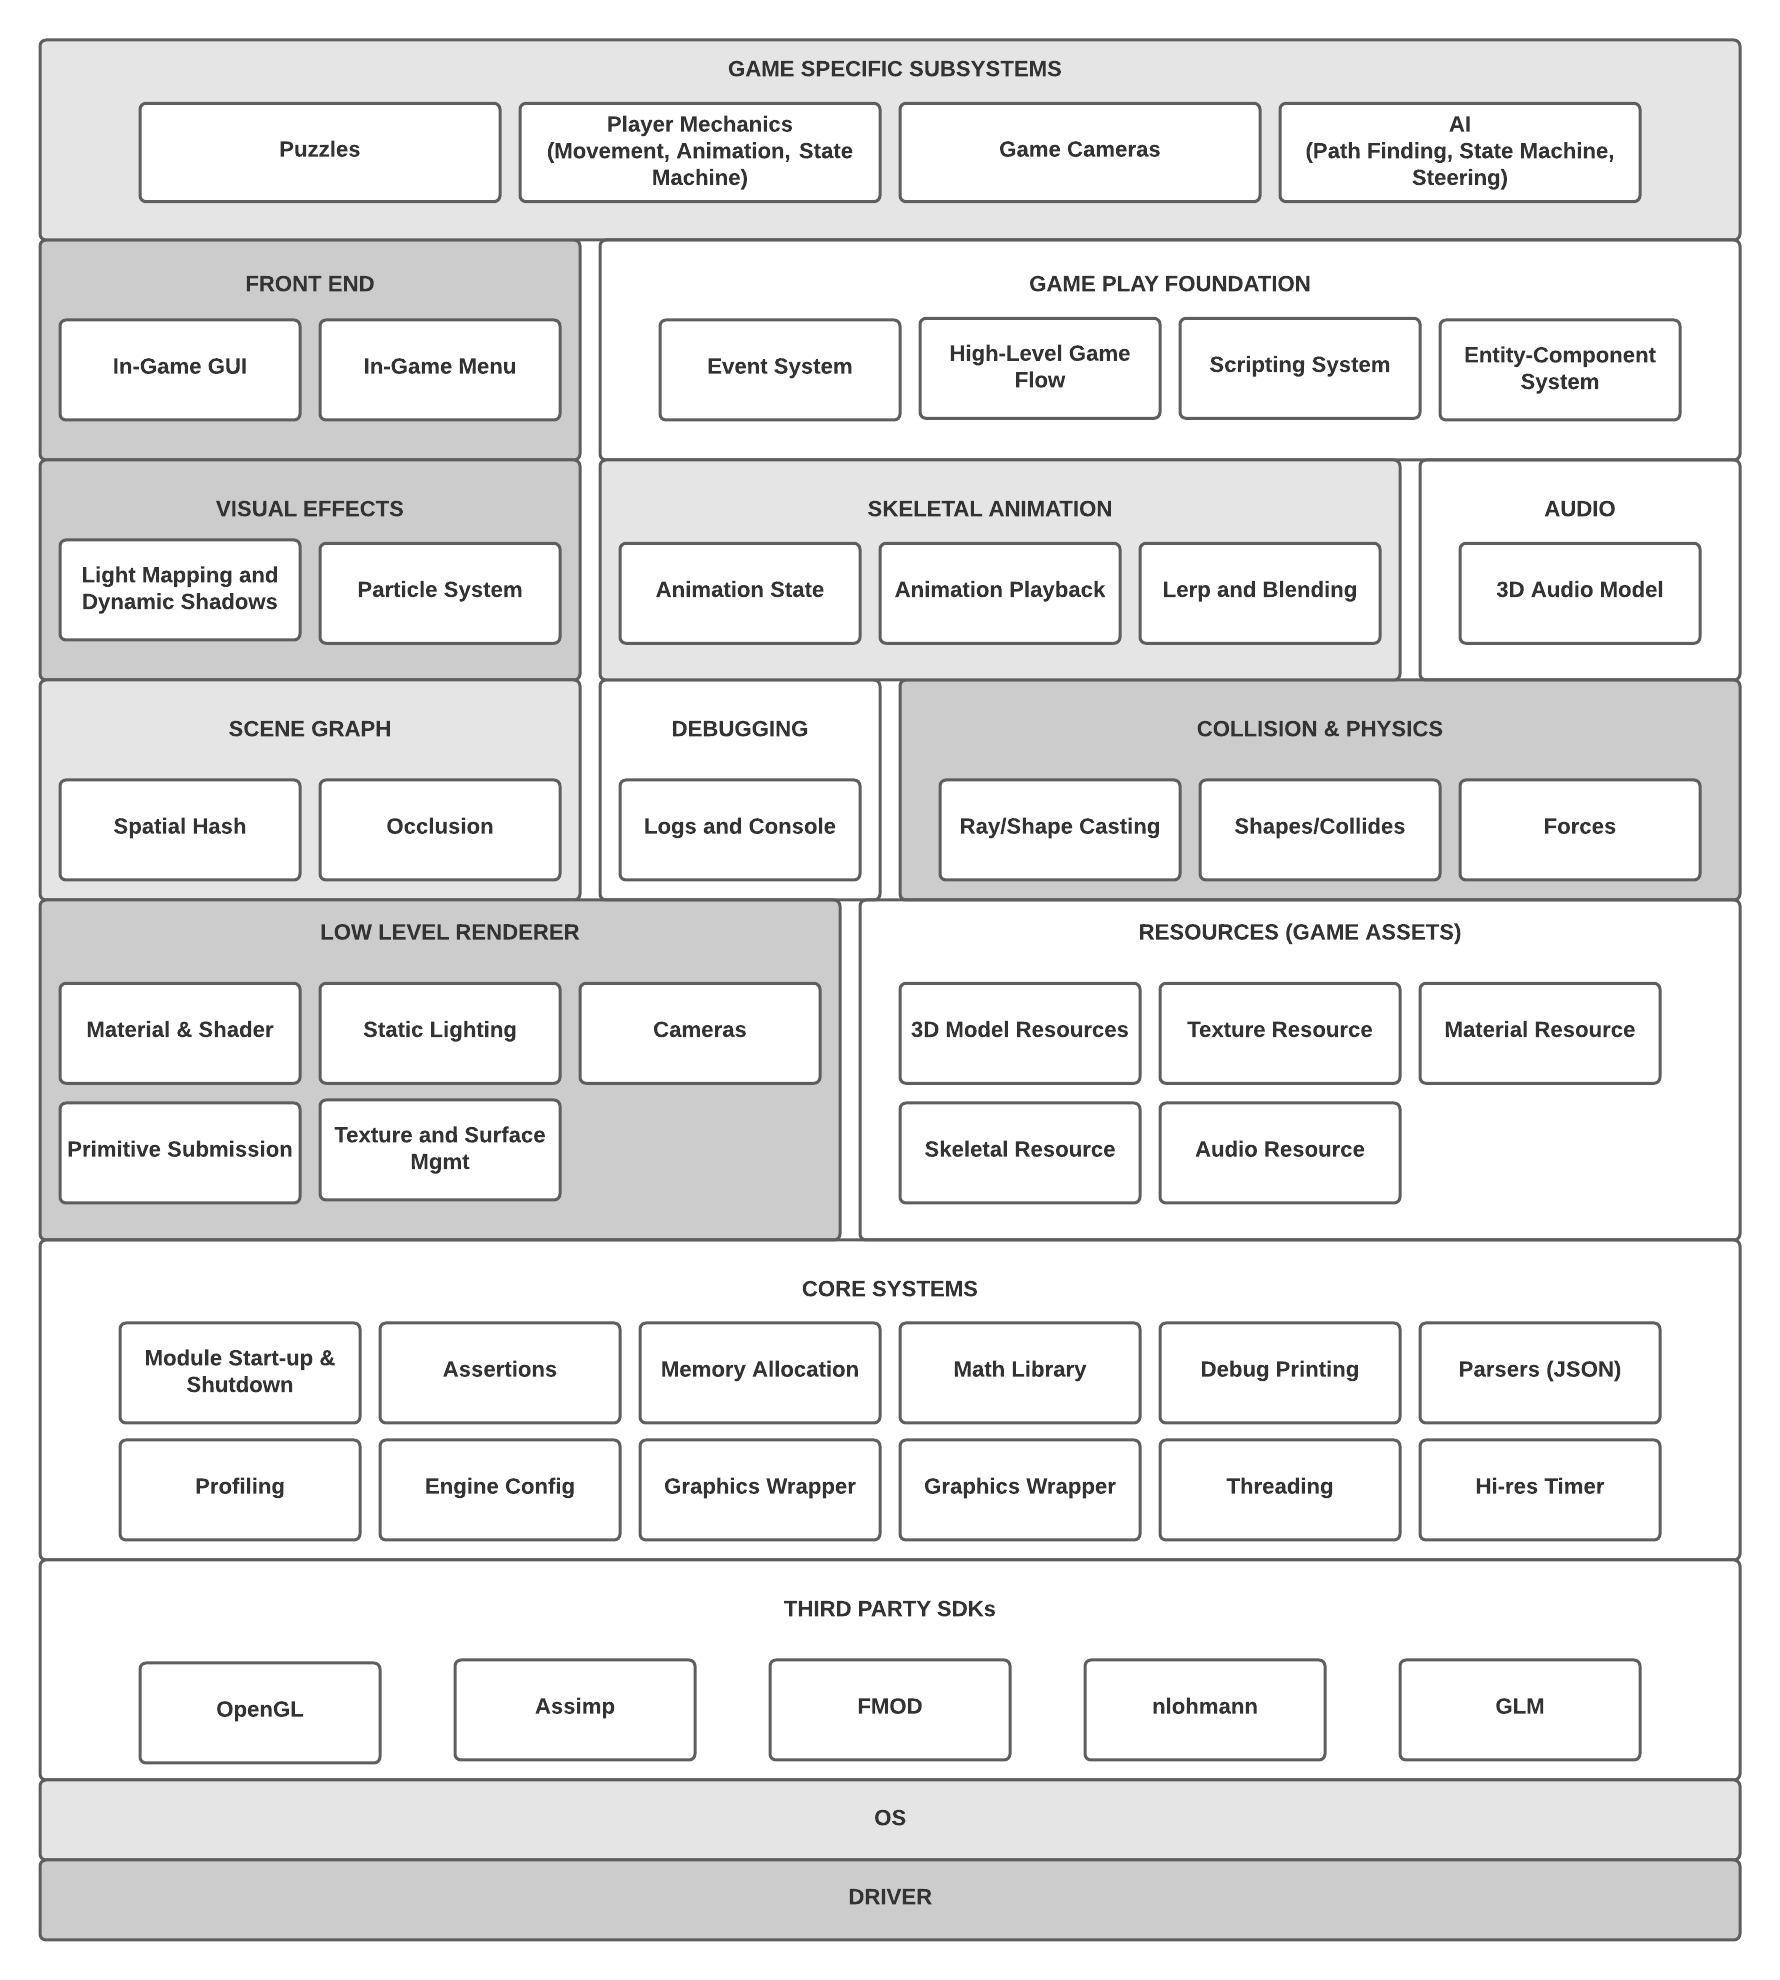 GAME SPECIFIC SUBSYSTEMS
Puzzles
Player Mechanics
(Movement, Animation, State
Machine)
Game Cameras
AI
(Path Finding, State Machine,
Steering)
FRONT END
In-Game GUI
In-Game Menu
GAME PLAY FOUNDATION
Event System
High-Level Game
Flow
Scripting System
Entity-Component
System
VISUAL EFFECTS
Light Mapping and
Dynamic Shadows
Particle System
SKELETAL ANIMATION
Animation State
Animation Playback
Lerp and Blending
AUDIO
3D Audio Model
SCENE GRAPH
Spatial Hash
Occlusion
DEBUGGING
Logs and Console
COLLISION & PHYSICS
Ray/Shape Casting
Shapes/Collides
Forces
LOW LEVEL RENDERER
Material & Shader
Static Lighting
Cameras
Primitive Submission
Texture and Surface
Mgmt
RESOURCES (GAME ASSETS)
3D Model Resources
Texture Resource
Material Resource
Skeletal Resource
Audio Resource
CORE SYSTEMS
Module Start-up &
Shutdown
Assertions
Memory Allocation
Math Library
Debug Printing
Parsers (JSON)
Profiling
Engine Config
Graphics Wrapper
Graphics Wrapper
Threading
Hi-res Timer
THIRD PARTY SDKs
OpenGL
Assimp
FMOD
nlohmann
GLM
OS
DRIVER